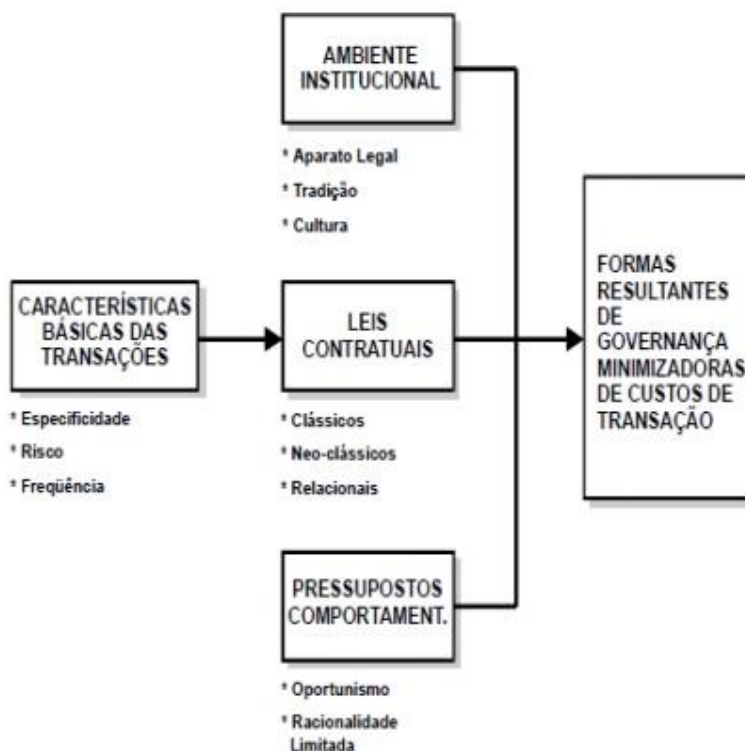 AMBIENTE
INSTITUCIONAL
* Aparato Legal
* Tradição
* Cultura
CARACTERÍSTICAS
BÁSICAS DAS
TRANSAÇÕES
* Especificidade
* Risco
* Freqüência
LEIS
CONTRATUAIS
* Clássicos
* Neo-clássicos
* Relacionais
PRESSUPOSTOS
COMPORTAMENT.
* Oportunismo
* Racionalidade
Limitada
FORMAS
RESULTANTES
DE
GOVERNANÇA
MINIMIZADORAS
DE CUSTOS DE
TRANSAÇÃO